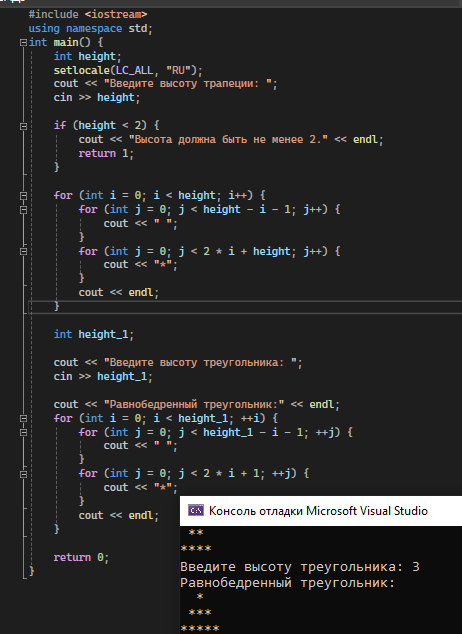 #include <iostream>
using namespace std;
int main() {
    int height;
    setlocale(LC_ALL, "RU");
    cout << "Введите высоту трапеции: ";
    cin >> height;

    if (height < 2) {
        cout << "Высота должна быть не менее 2." << endl;
        return 1;
    }

    for (int i = 0; i < height; i++) {
        for (int j = 0; j < height - i - 1; j++) {
            cout << " ";
        }
        for (int j = 0; j < 2 * i + height; j++) {
            cout << "*";
        }
        cout << endl;
    }

    int height_1;

    cout << "Введите высоту треугольника: ";
    cin >> height_1;

    cout << "Равнобедренный треугольник:" << endl;
    for (int i = 0; i < height_1; ++i) {
        for (int j = 0; j < height_1 - i - 1; ++j) {
            cout << " ";
        }
        for (int j = 0; j < 2 * i + 1; ++j) {
            cout << "*";
        }
        cout << endl;
    }

    return 0;
}
Консоль отладки Microsoft Visual Studio
 **
****
Введите высоту треугольника: 3
Равнобедренный треугольник:
  *
 ***
*****